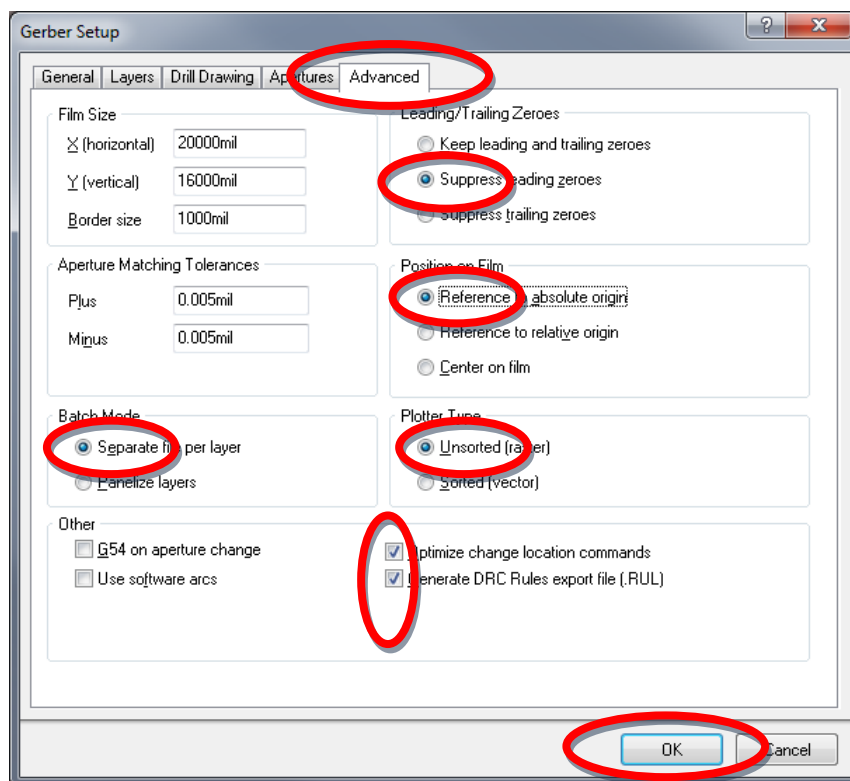 Gerber Setup
General Layers Drill Drawing Apertures Advanced
Film Size
X (horizontal) 20000mil
Y (vertical) 16000mil
Border size 1000mil
Leading/Trailing Zeroes
Keep leading and trailing zeroes
Suppress leading zeroes
Suppress trailing zeroes
Aperture Matching Tolerances
Plus 0.005mil
Minus 0.005mil
Position on Film
Reference to absolute origin
Reference to relative origin
Center on film
Batch Mode
Separate file per layer
Panelize layers
Plotter Type
Unsorted (raster)
Sorted (vector)
Other
G54 on aperture change
Use software arcs
Optimize change location commands
Generate DRC Rules export file (.RUL)
OK Cancel